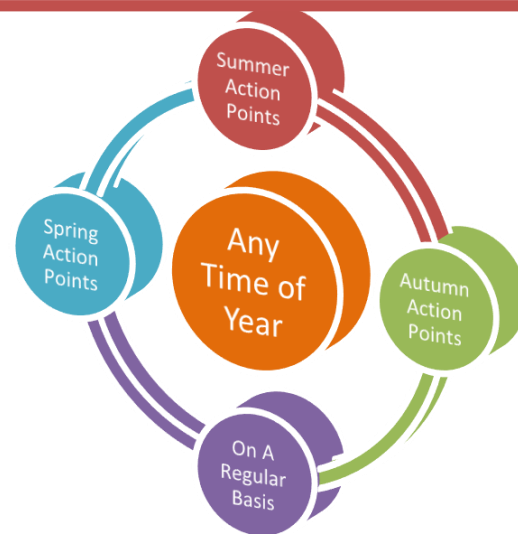 Summer
Action
Points
Spring
Action
Points
Any
Time of
Year
Autumn
Action
Points
On A
Regular
Basis